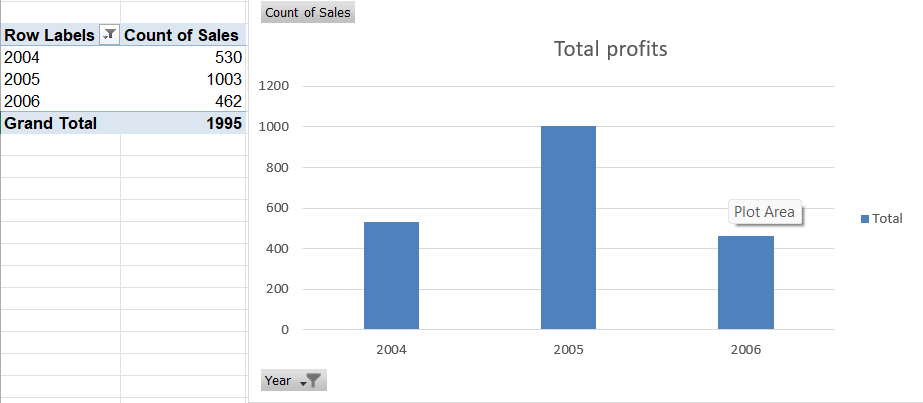 Row Labels Count of Sales
2004 530
2005 1003
2006 462
Grand Total 1995
Count of Sales
Total profits
1200
1000
800
600
400
200
0
Plot Area
Total
2004 2005 2006
Year